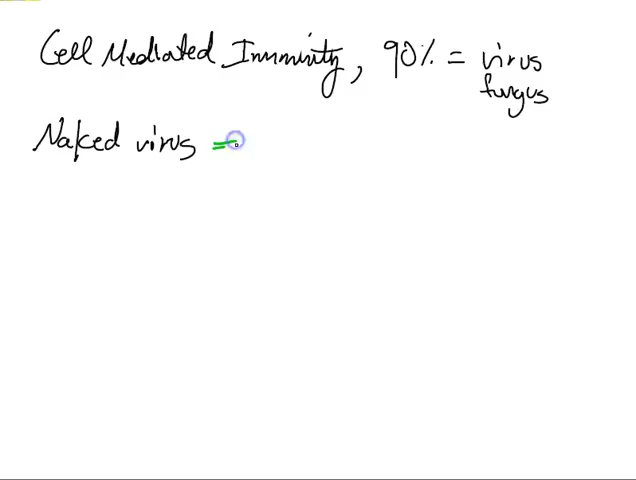 Cell Mediated Immunity, 90% = virus
fungus
Naked virus =